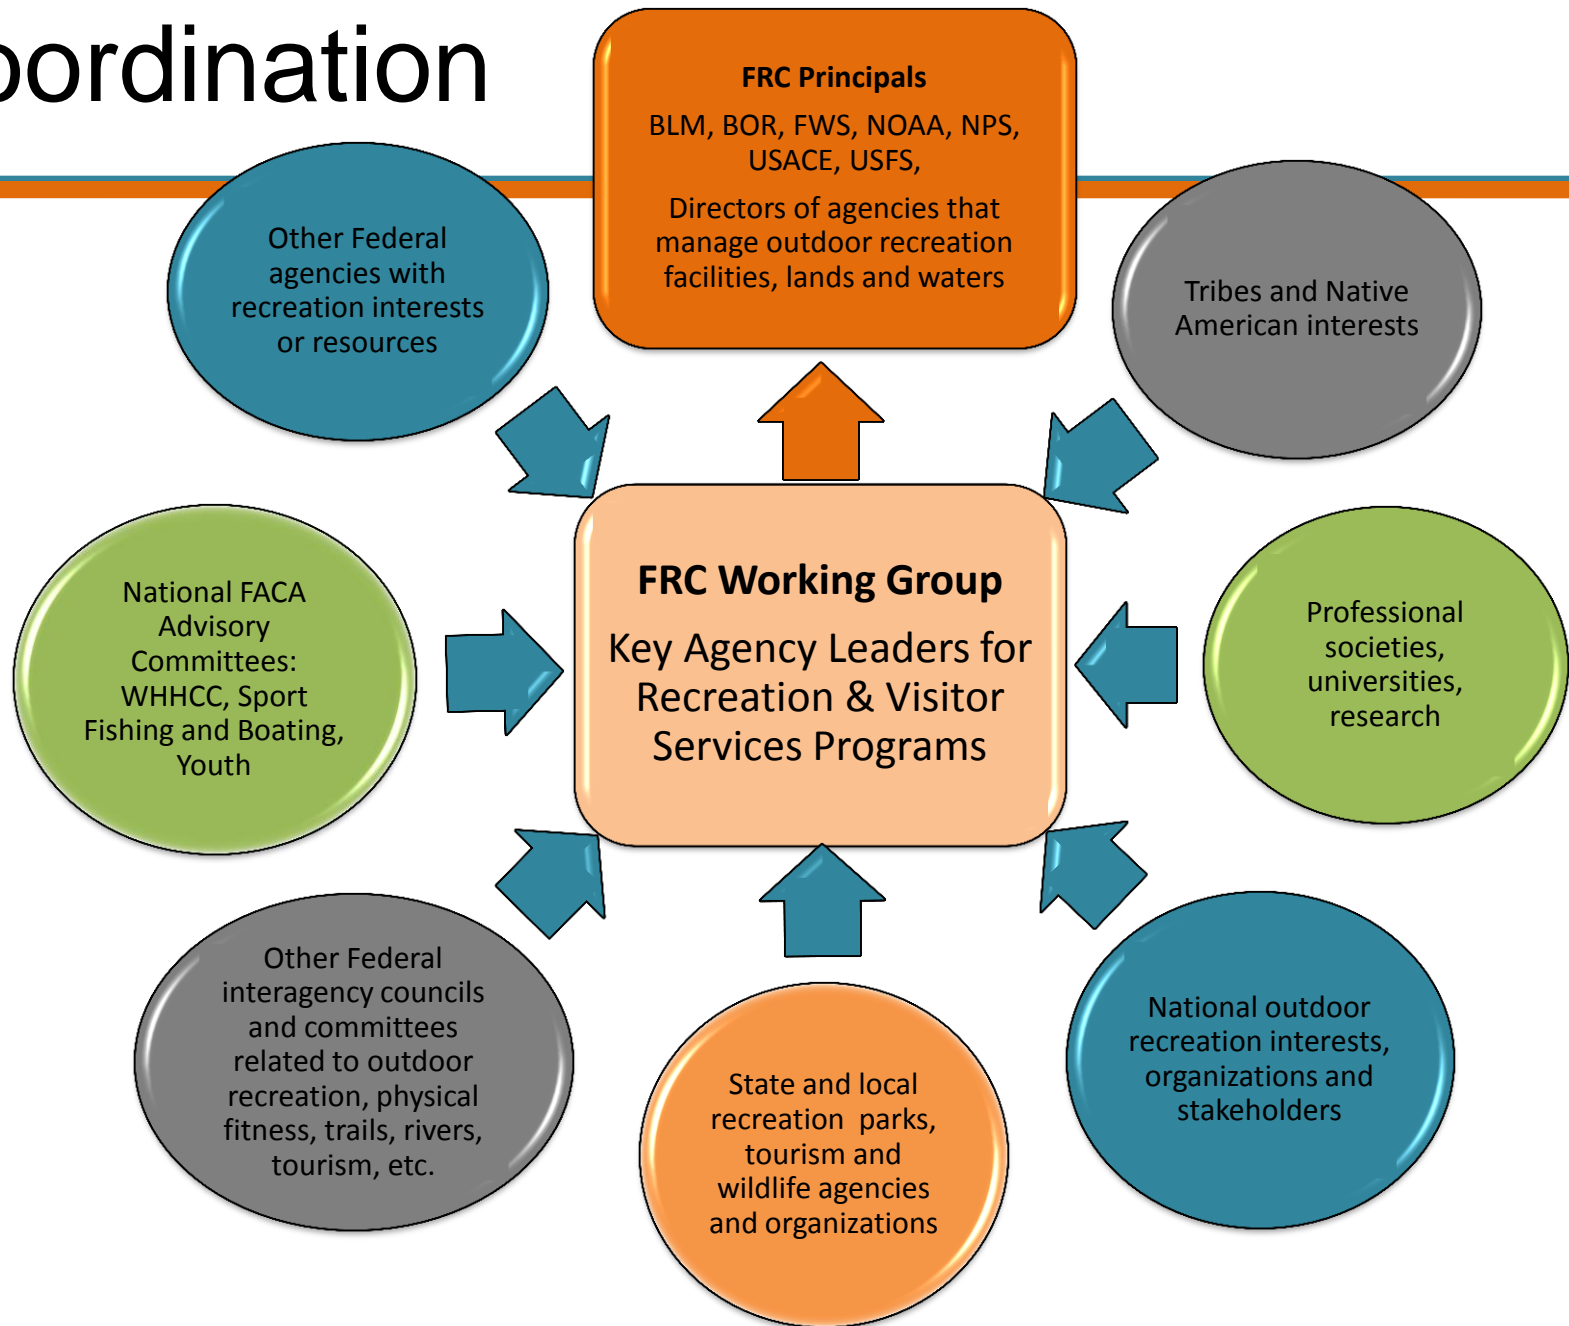 oordination
FRC Principals
BLM, BOR, FWS, NOAA, NPS,
USACE, USFS,
Directors of agencies that
manage outdoor recreation
facilities, lands and waters
Other Federal
agencies with
recreation interests
or resources
Tribes and Native
American interests
National FACA
Advisory
Committees:
WHHCC, Sport
Fishing and Boating,
Youth
FRC Working Group
Key Agency Leaders for
Recreation & Visitor
Services Programs
Professional
societies,
universities,
research
Other Federal
interagency councils
and committees
related to outdoor
recreation, physical
fitness, trails, rivers,
tourism, etc.
State and local
recreation  parks,
tourism and
wildlife agencies
and organizations
National outdoor
recreation interests,
organizations and
stakeholders